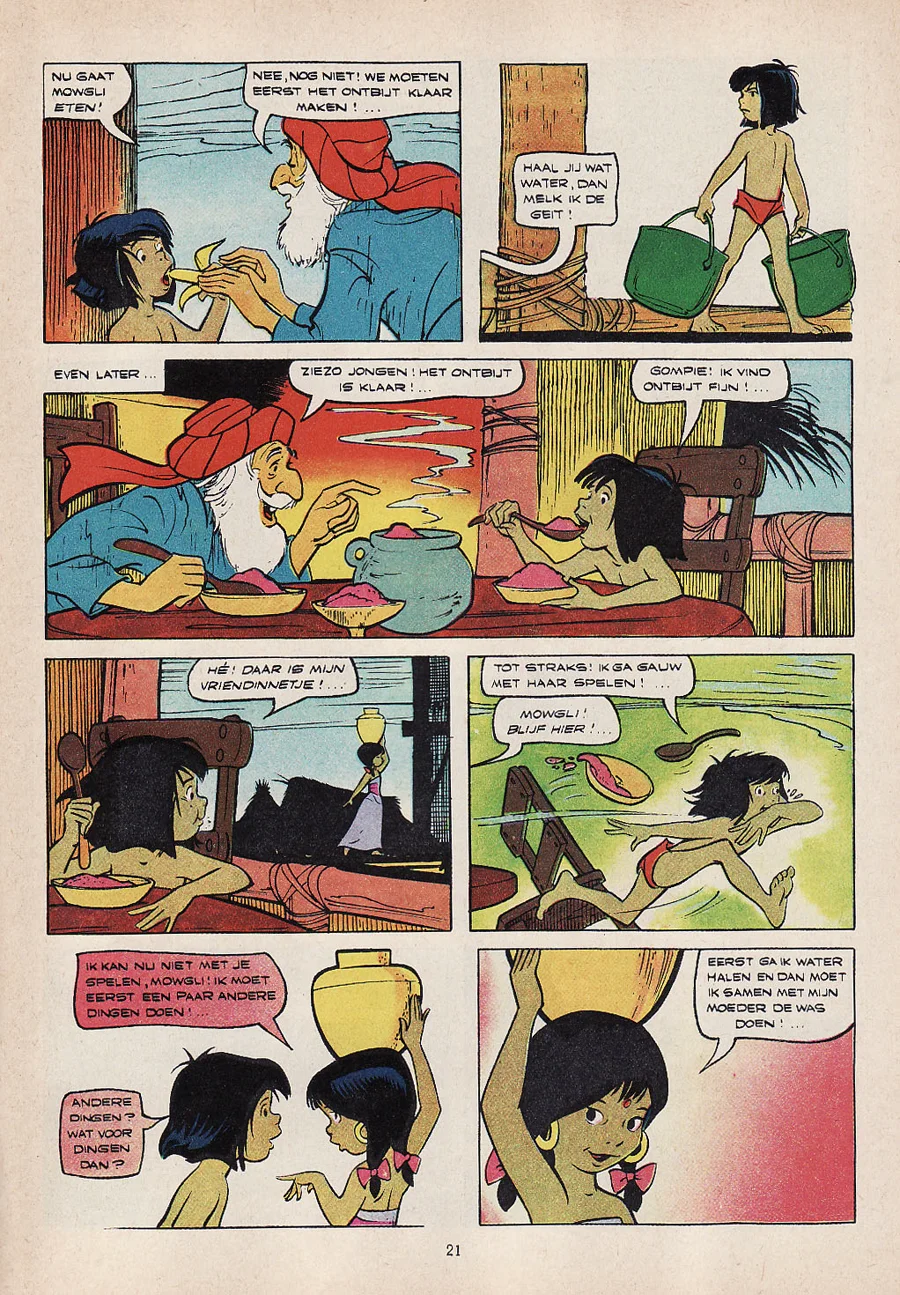 NU GAAT
MOWGLI
ETEN!
NEE, NOG NIET! WE MOETEN
EERST HET ONTBIJT KLAAR
MAKEN! ...
HAAL JIJ WAT
WATER, DAN
MELK IK DE
GEIT!
EVEN LATER ...
ZIEZO JONGEN! HET ONTBIJT
IS KLAAR! ...
GOMPIE! IK VIND
ONTBIJT FIJN! ...
HÉ! DAAR IS MIJN
VRIENDINNETJE! ...
TOT STRAKS! IK GA GAUW
MET HAAR SPELEN! ...
MOWGLI!
BLIJF HIER! ...
IK KAN NU NIET MET JE
SPELEN, MOWGLI! IK MOET
EERST EEN PAAR ANDERE
DINGEN DOEN! ...
ANDERE
DINGEN?
WAT VOOR
DINGEN
DAN?
EERST GA IK WATER
HALEN EN DAN MOET
IK SAMEN MET MIJN
MOEDER DE WAS
DOEN! ...
21